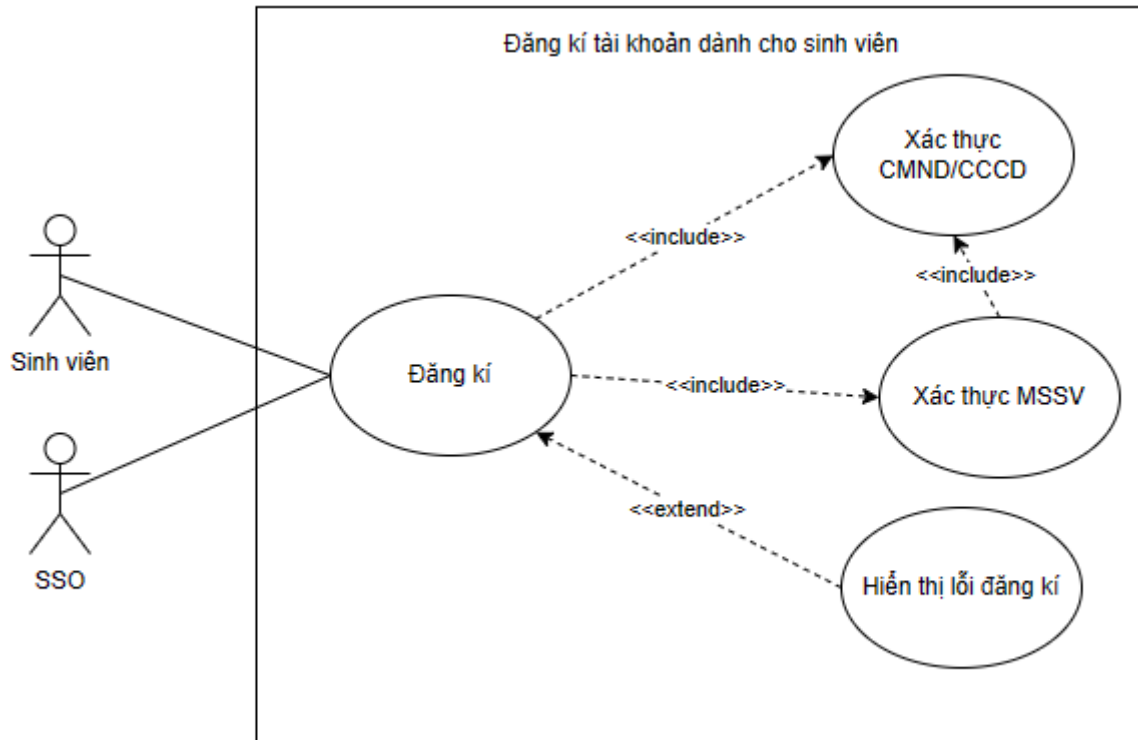 Đăng kí tài khoản dành cho sinh viên
Xác thực
CMND/CCCD
<<include>>
<<include>>
Sinh viên
Đăng kí
<<include>>
Xác thực MSSV
<<extend>>
SSO
Hiển thị lỗi đăng kí